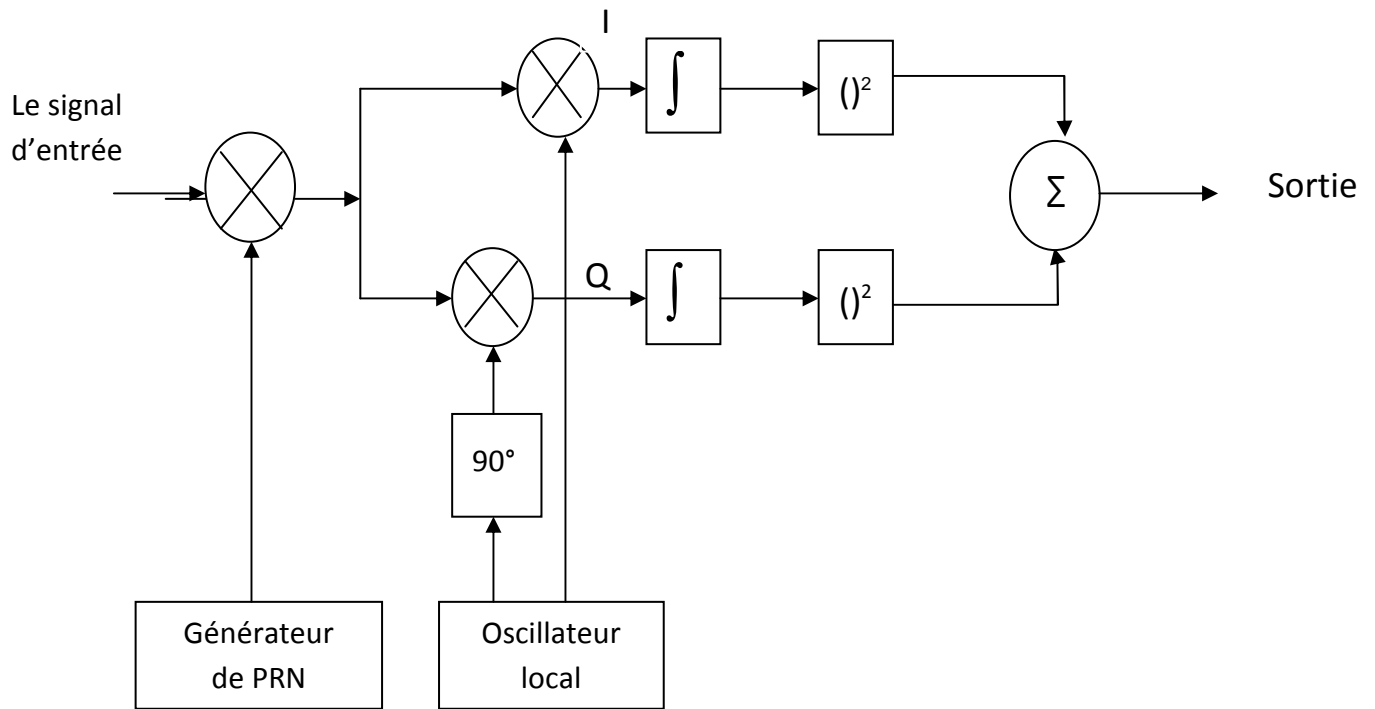 I
Le signal
d’entrée
∫
()²
Σ
Sortie
Q
∫
()²
90°
Générateur
de PRN
Oscillateur
local